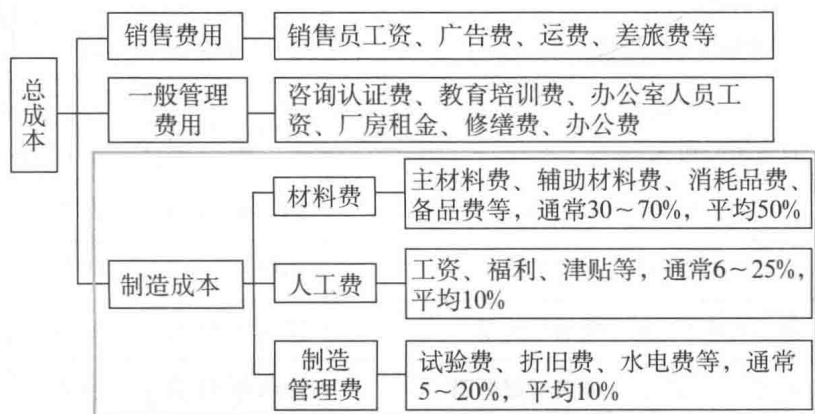 总成本
销售费用
销售员工资、广告费、运费、差旅费等
一般管理
费用
咨询认证费、教育培训费、办公室人员工
资、厂房租金、修缮费、办公费
制造成本
材料费
主材料费、辅助材料费、消耗品费、
备品费等，通常30～70%，平均50%
人工费
工资、福利、津贴等，通常6～25%，
平均10%
制造
管理费
试验费、折旧费、水电费等，通常
5～20%，平均10%